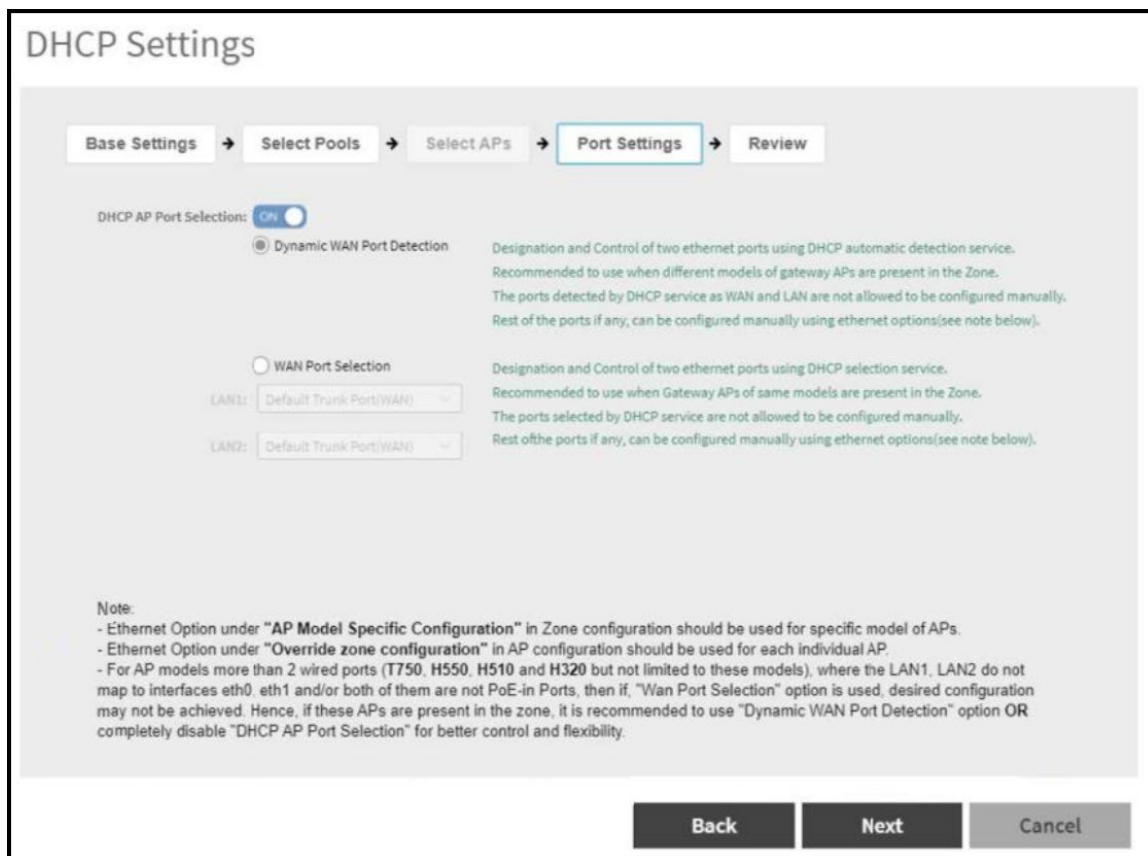 DHCP Settings
Base Settings → Select Pools → Select APs → Port Settings → Review
DHCP AP Port Selection: ON
Dynamic WAN Port Detection
Designation and Control of two ethernet ports using DHCP automatic detection service.
Recommended to use when different models of gateway APs are present in the Zone.
The ports detected by DHCP service as WAN and LAN are not allowed to be configured manually.
Rest of the ports if any, can be configured manually using ethernet options(see note below).
WAN Port Selection
Designation and Control of two ethernet ports using DHCP selection service.
LAN1: Default Trunk Port(WAN)
Recommended to use when Gateway APs of same models are present in the Zone.
The ports selected by DHCP service are not allowed to be configured manually.
LAN2: Default Trunk Port(WAN)
Rest ofthe ports if any, can be configured manually using ethernet options(see note below).
Note:
- Ethernet Option under "AP Model Specific Configuration" in Zone configuration should be used for specific model of APs.
- Ethernet Option under "Override zone configuration" in AP configuration should be used for each individual AP.
- For AP models more than 2 wired ports (T750, H550, H510 and H320 but not limited to these models), where the LAN1, LAN2 do not
map to interfaces eth0, eth1 and/or both of them are not PoE-in Ports, then if, "Wan Port Selection" option is used, desired configuration
may not be achieved. Hence, if these APs are present in the zone, it is recommended to use "Dynamic WAN Port Detection" option OR
completely disable "DHCP AP Port Selection" for better control and flexibility.
Back Next Cancel